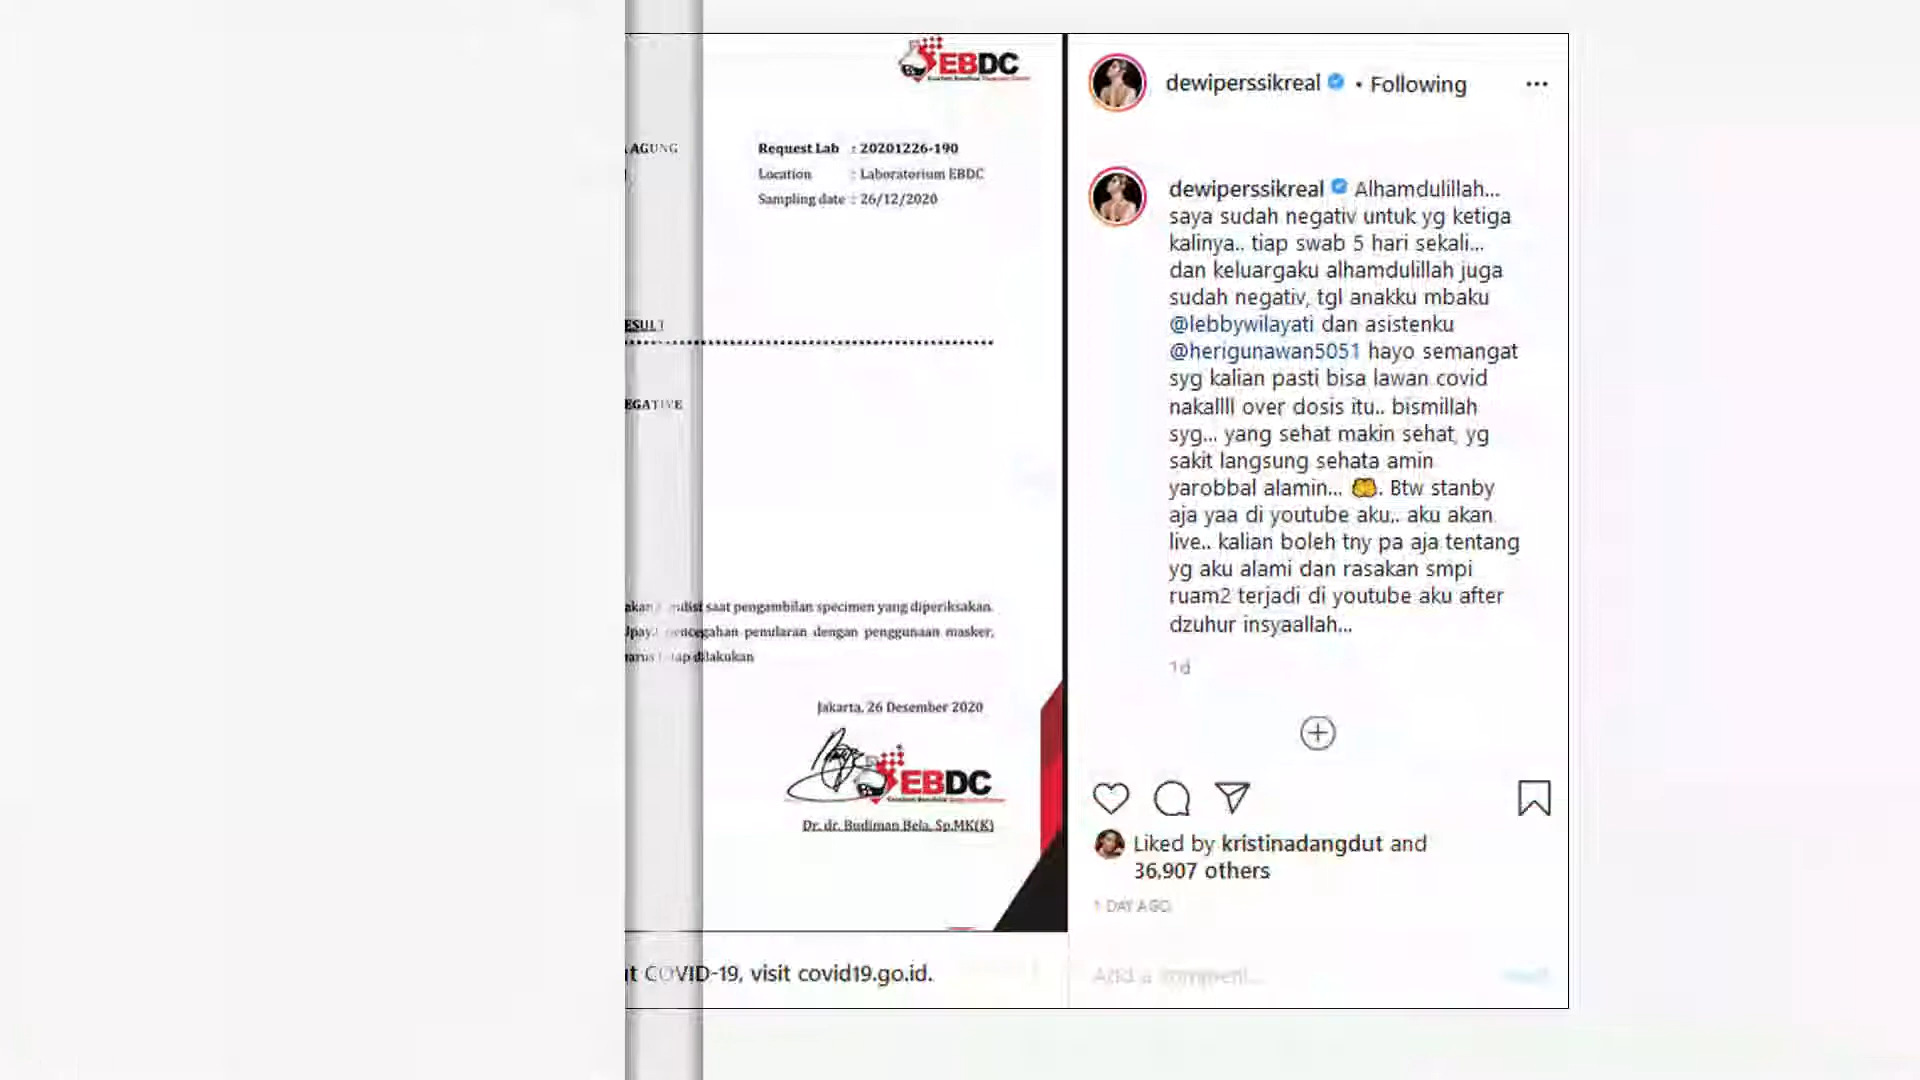 EBDC
AGUNG
Request Lab : 20201226-190
Location : Laboratorium EBDC
Sampling date : 26/12/2020
ESULT
EGATIVE
saat pengambilan specimen yang diperiksakan.
pencegahan penularan dengan penggunaan masker,
dilakukan
Jakarta, 26 Desember 2020
EBDC
Dr. dr. Budiman Bela, Sp.MK(K)
COVID-19, visit covid19.go.id.
dewiperssikreal • Following
dewiperssikreal Alhamdulillah...
saya sudah negativ untuk yg ketiga
kalinya.. tiap swab 5 hari sekali...
dan keluargaku alhamdulillah juga
sudah negativ, tgl anakku mbaku
@lebbywilayati dan asistenku
@herigunawan5051 hayo semangat
syg kalian pasti bisa lawan covid
nakallll over dosis itu.. bismillah
syg... yang sehat makin sehat, yg
sakit langsung sehata amin
yarobbal alamin... . Btw stanby
aja yaa di youtube aku.. aku akan
live.. kalian boleh tny pa aja tentang
yg aku alami dan rasakan smpi
ruam2 terjadi di youtube aku after
dzuhur insyaallah...
1d
Liked by kristinadangdut and
36,907 others
1 DAY AGO
Add a comment...